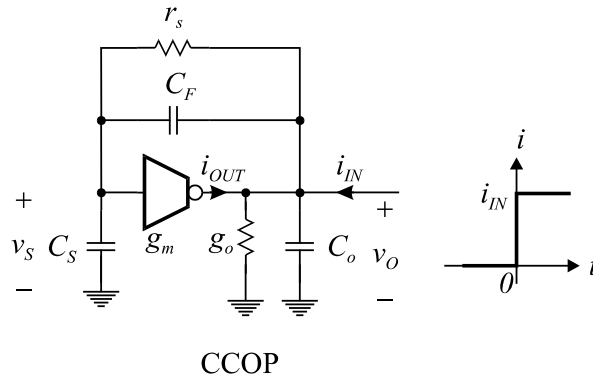 r_s
C_F
i_OUT
i_IN
i
i_IN
+
v_S
−
C_S
g_m
g_o
C_o
+
v_O
−
0
t
CCOP